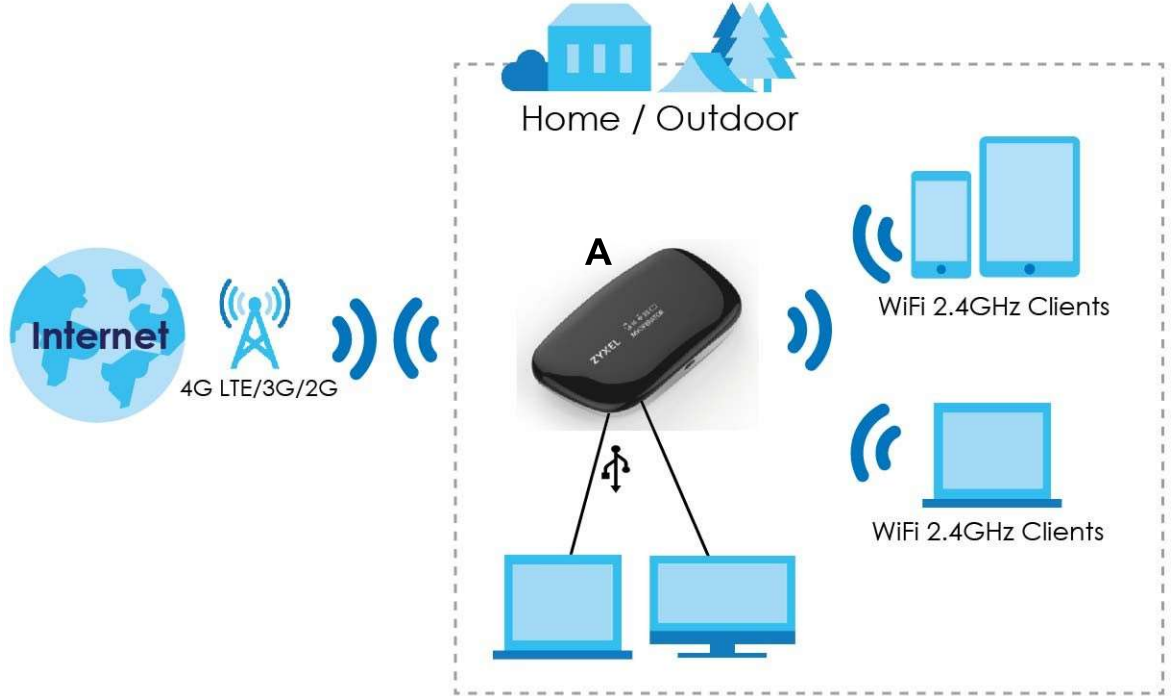 Home / Outdoor
A
Internet
4G LTE/3G/2G
ZYXEL
WiFi 2.4GHz Clients
WiFi 2.4GHz Clients